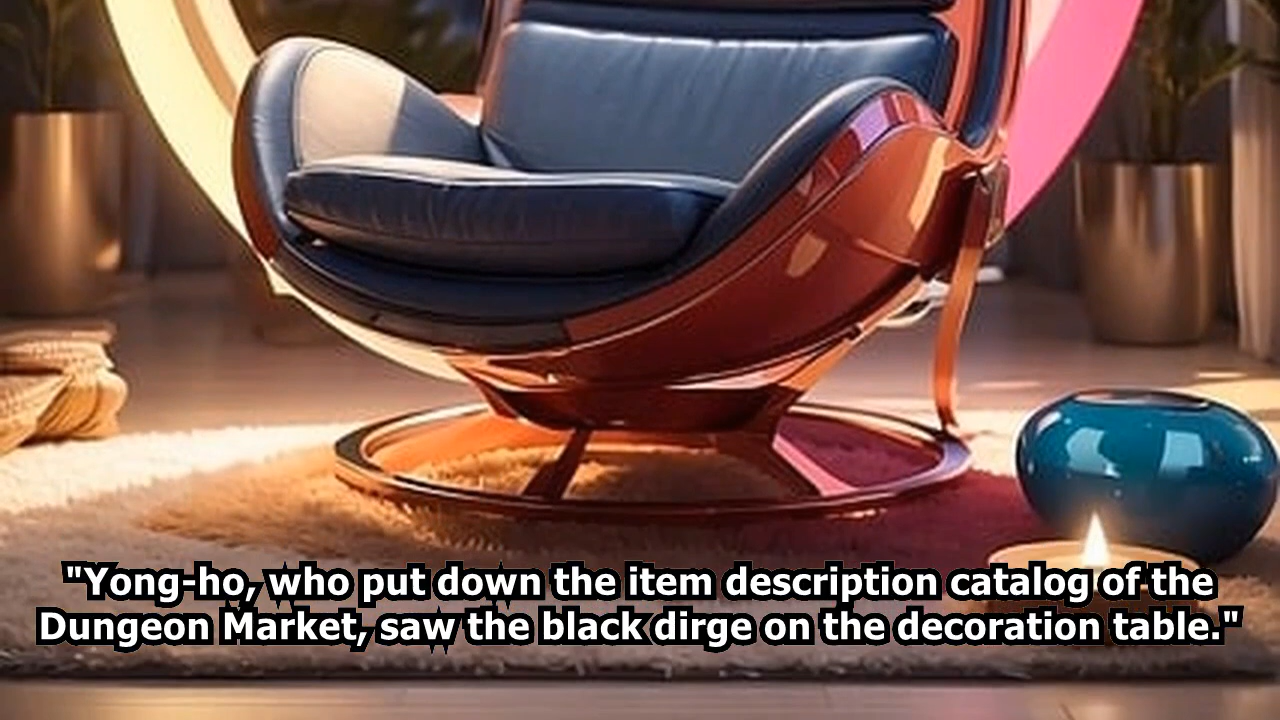 "Yong-ho, who put down the item description catalog of the
Dungeon Market, saw the black dirge on the decoration table."